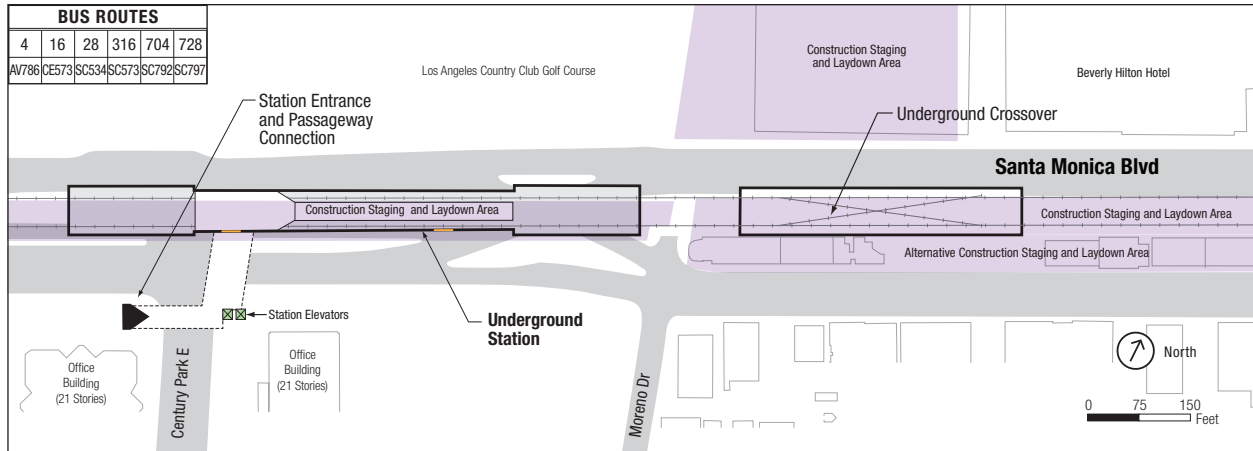 BUS ROUTES
4 16 28 316 704 728
AV786 CE573 SC534 SC573 SC792 SC797
Los Angeles Country Club Golf Course
Construction Staging
and Laydown Area
Beverly Hilton Hotel
Station Entrance
and Passageway
Connection
Underground Crossover
Santa Monica Blvd
Construction Staging and Laydown Area
Construction Staging and Laydown Area
Alternative Construction Staging and Laydown Area
Station Elevators
Underground
Station
Office
Building
(21 Stories)
Century Park E
Office
Building
(21 Stories)
Moreno Dr
North
0 75 150
Feet